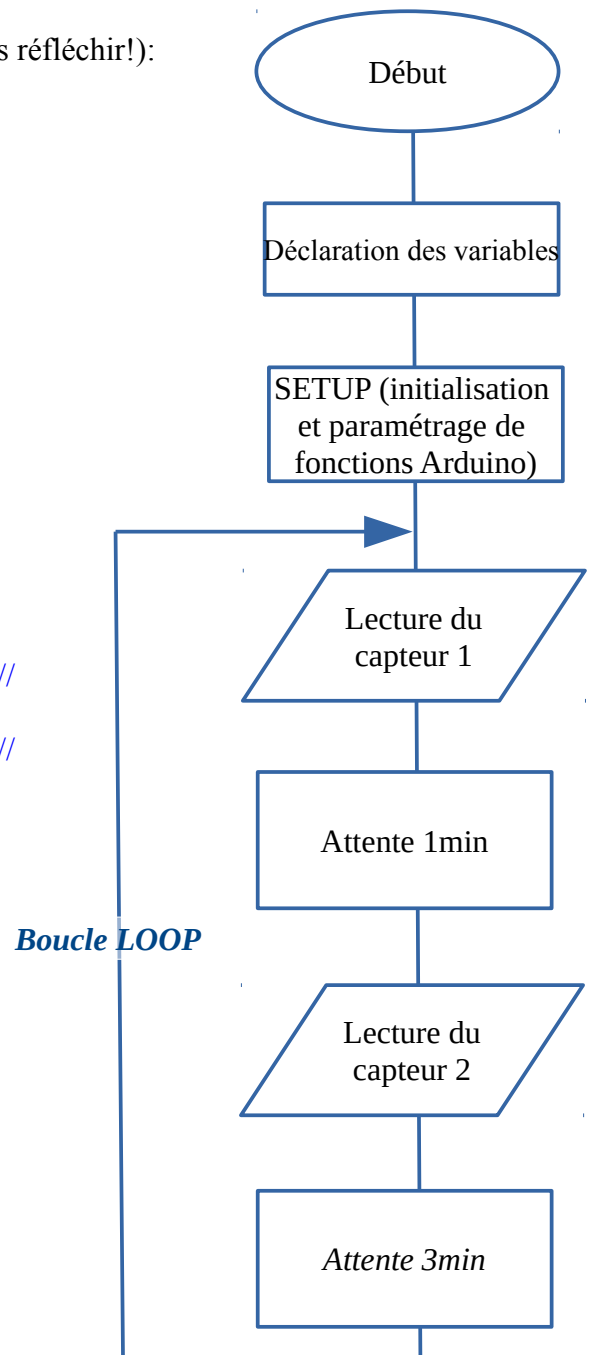 s réfléchir!):
Début
Déclaration des variables
SETUP (initialisation
et paramétrage de
fonctions Arduino)
Lecture du
capteur 1
//
//
Attente 1min
Boucle LOOP
Lecture du
capteur 2
Attente 3min